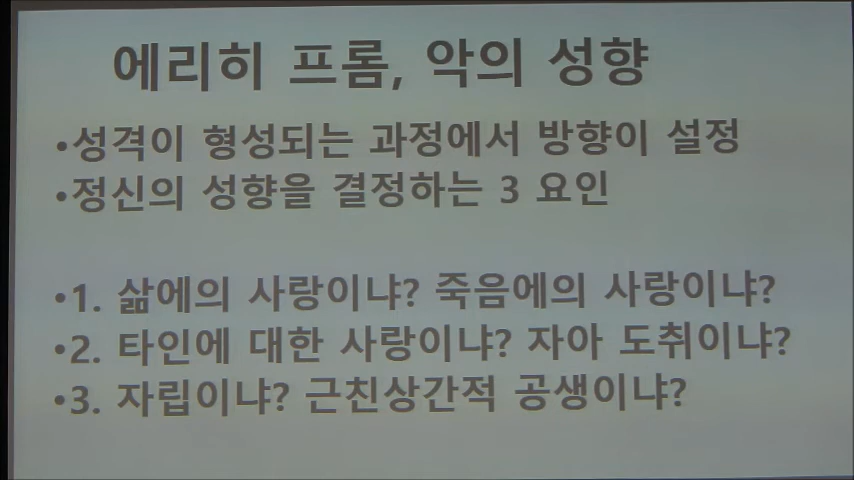 에리히 프롬, 악의 성향
•성격이 형성되는 과정에서 방향이 설정
•정신의 성향을 결정하는 3 요인
•1. 삶에의 사랑이냐? 죽음에의 사랑이냐?
•2. 타인에 대한 사랑이냐? 자아 도취이냐?
•3. 자립이냐? 근친상간적 공생이냐?